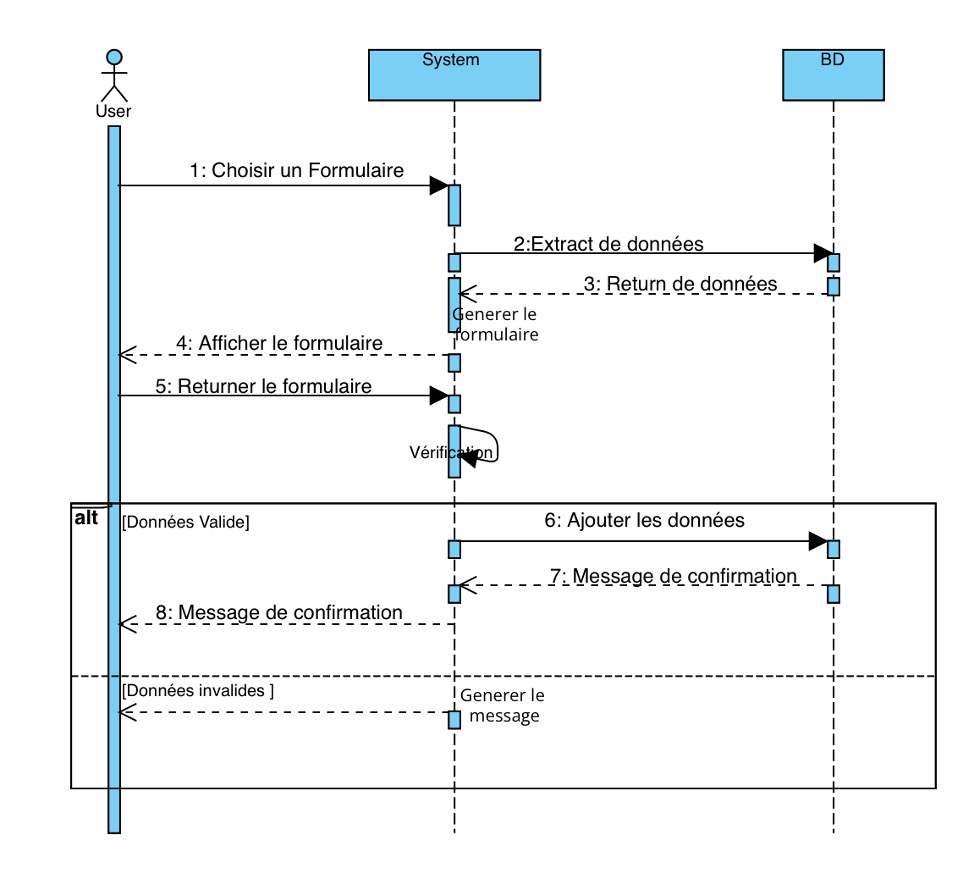 System
BD
User
1: Choisir un Formulaire
2:Extract de données
3: Return de données
Generer le
formulaire
4: Afficher le formulaire
5: Returner le formulaire
Vérification
alt
[Données Valide]
6: Ajouter les données
7: Message de confirmation
8: Message de confirmation
[Données invalides ]
Generer le
message